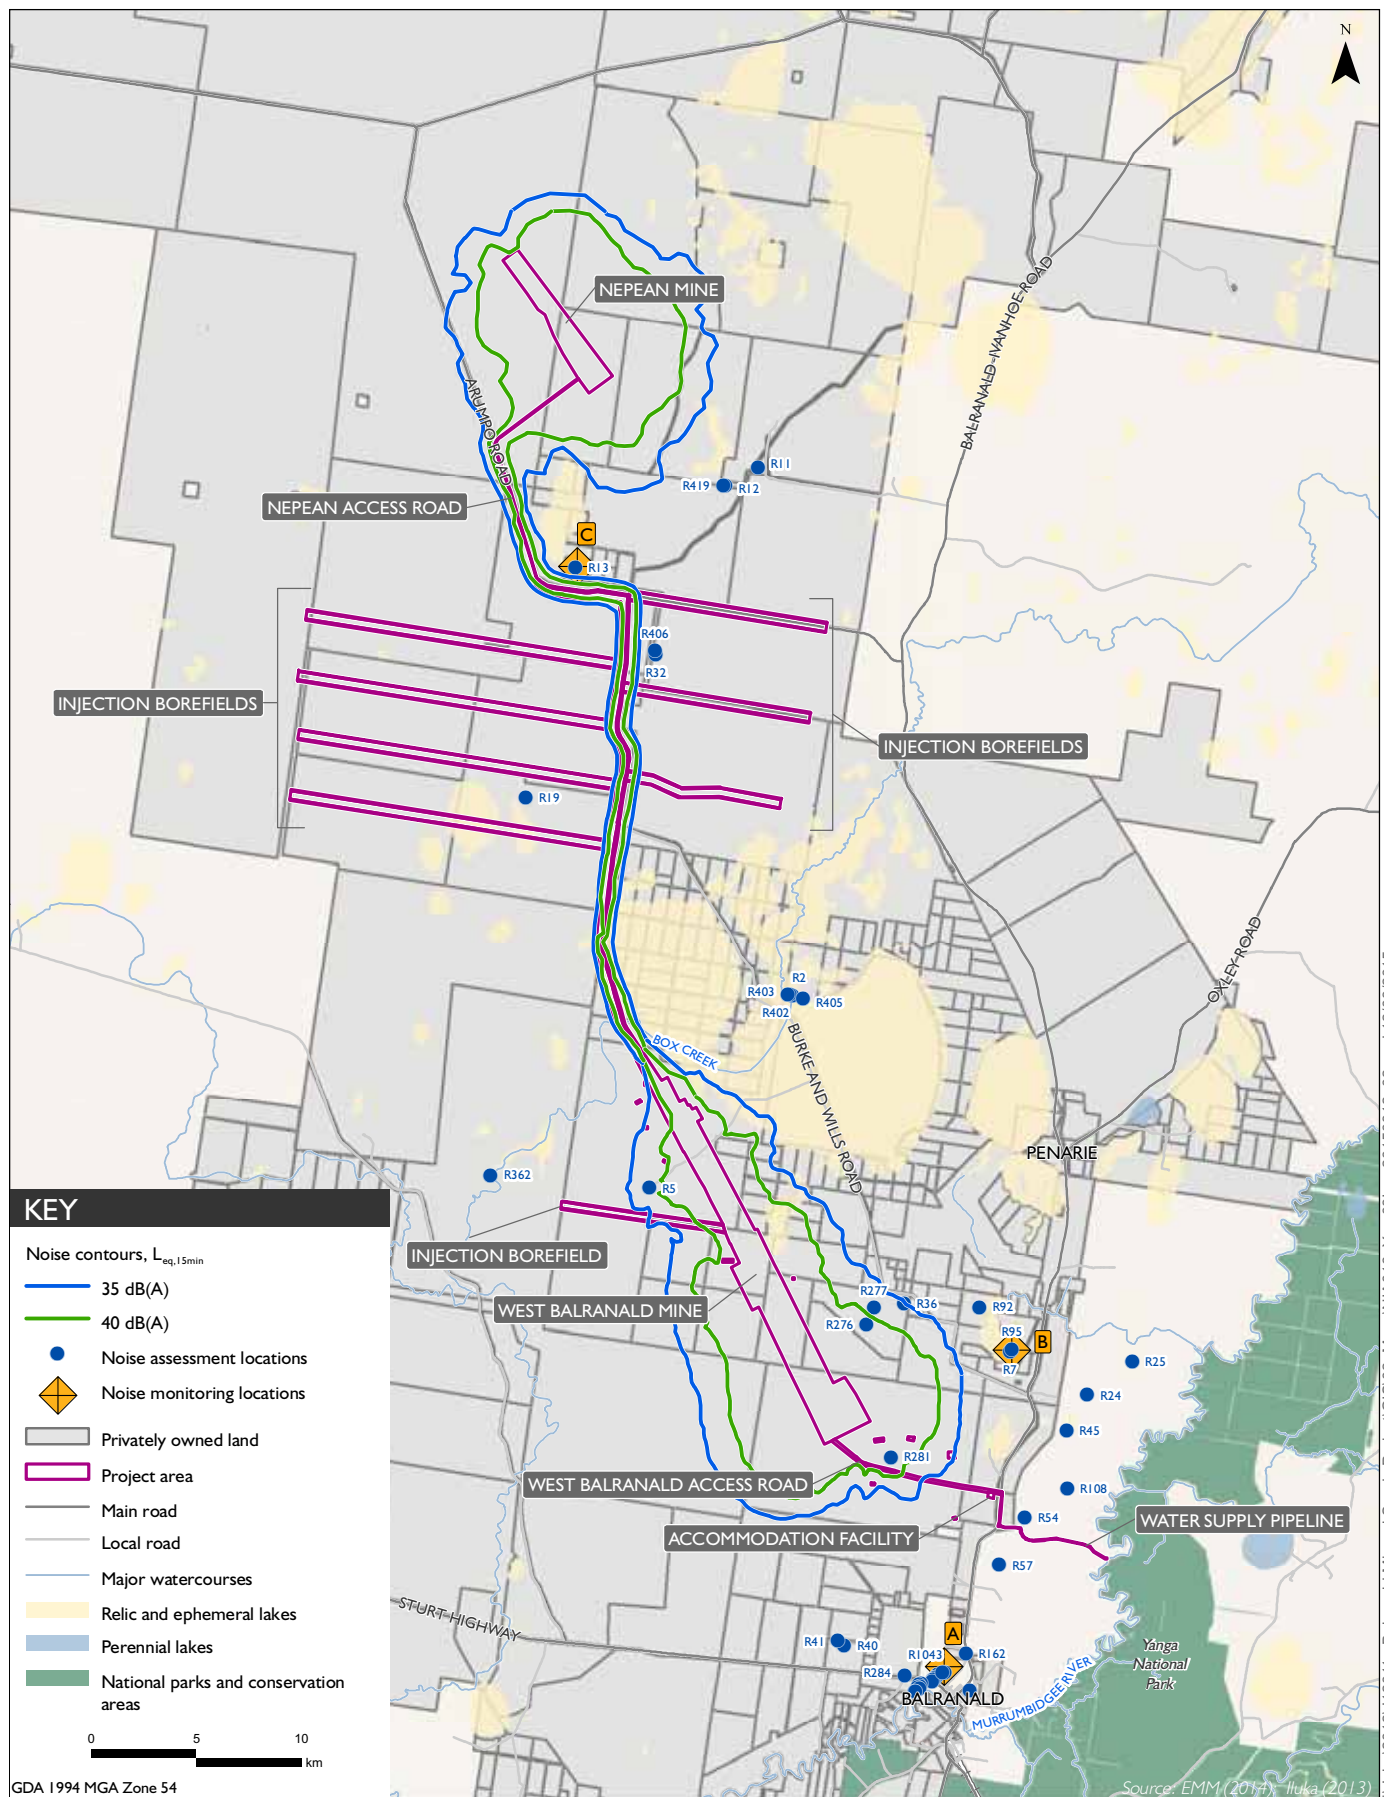 N
NEPEAN MINE
BALRANALD-IVANHOE ROAD
ARUMPO ROAD
R11
R419
R12
NEPEAN ACCESS ROAD
C
R13
R406
R32
INJECTION BOREFIELDS
INJECTION BOREFIELDS
R19
OXLEY ROAD
R2
R403
R405
R402
BURKE AND WILLS ROAD
BOX CREEK
PENARIE
R362
R5
INJECTION BOREFIELD
WEST BALRANALD MINE
R277
R36
R276
R92
R95
B
R7
R25
R24
R45
R281
WEST BALRANALD ACCESS ROAD
R108
R54
WATER SUPPLY PIPELINE
ACCOMMODATION FACILITY
R57
STURT HIGHWAY
A
R41
R40
R1043
R162
R284
BALRANALD
MURRUMBIDGEE RIVER
Yanga
National
Park
KEY
Noise contours, Leq,15min
35 dB(A)
40 dB(A)
Noise assessment locations
Noise monitoring locations
Privately owned land
Project area
Main road
Local road
Major watercourses
Relic and ephemeral lakes
Perennial lakes
National parks and conservation
areas
0 5 10
km
GDA 1994 MGA Zone 54
Source: EMM (2014); Iluka (2013)